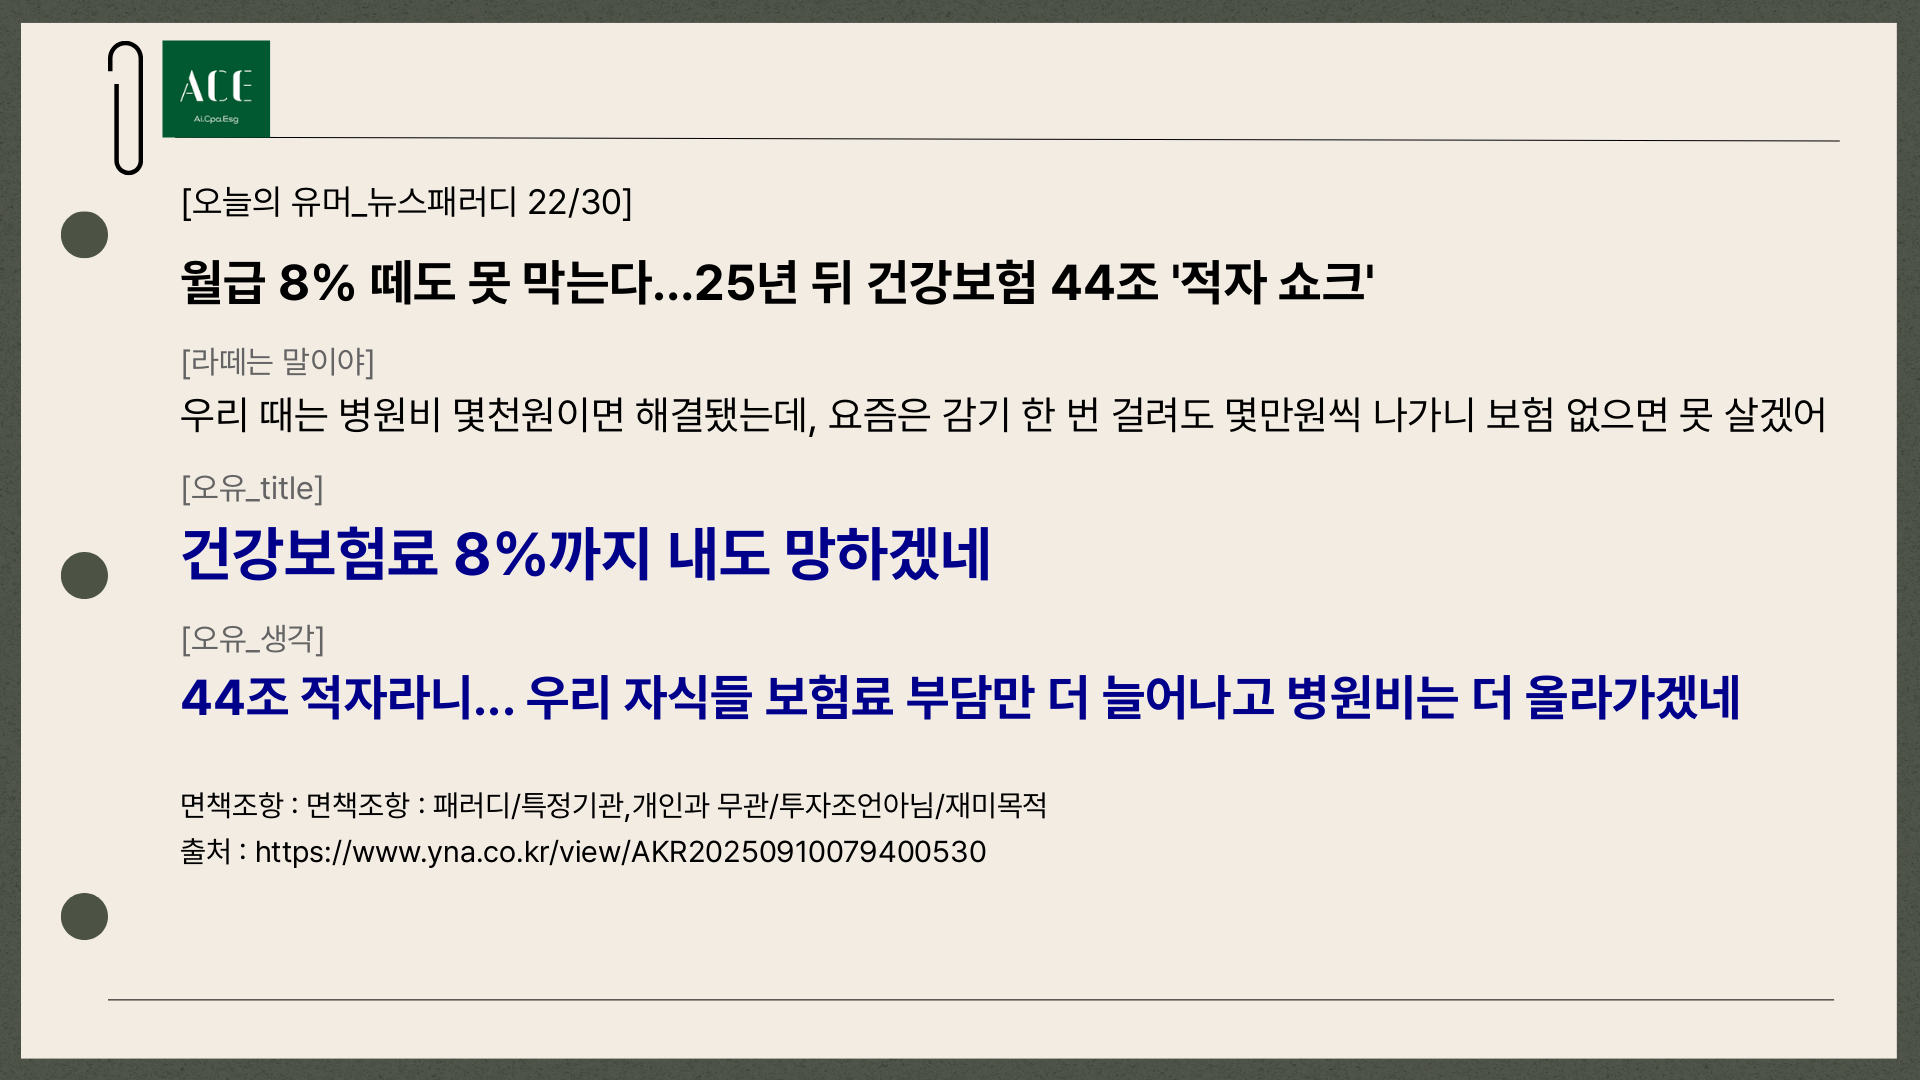 ACE
Ai.Cpa.Esg
[오늘의 유머_뉴스패러디 22/30]
월급 8% 떼도 못 막는다...25년 뒤 건강보험 44조 '적자 쇼크'
[라떼는 말이야]
우리 때는 병원비 몇천원이면 해결됐는데, 요즘은 감기 한 번 걸려도 몇만원씩 나가니 보험 없으면 못 살겠어
[오유_title]
건강보험료 8%까지 내도 망하겠네
[오유_생각]
44조 적자라니... 우리 자식들 보험료 부담만 더 늘어나고 병원비는 더 올라가겠네
면책조항 : 면책조항 : 패러디/특정기관,개인과 무관/투자조언아님/재미목적
출처 : https://www.yna.co.kr/view/AKR20250910079400530